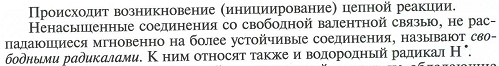 Происходит возникновение (инициирование) цепной реакции.
Ненасыщенные соединения со свободной валентной связью, не рас-
падающиеся мгновенно на более устойчивые соединения, называют сво-
бодными радикалами. К ним относят также и водородный радикал H•.